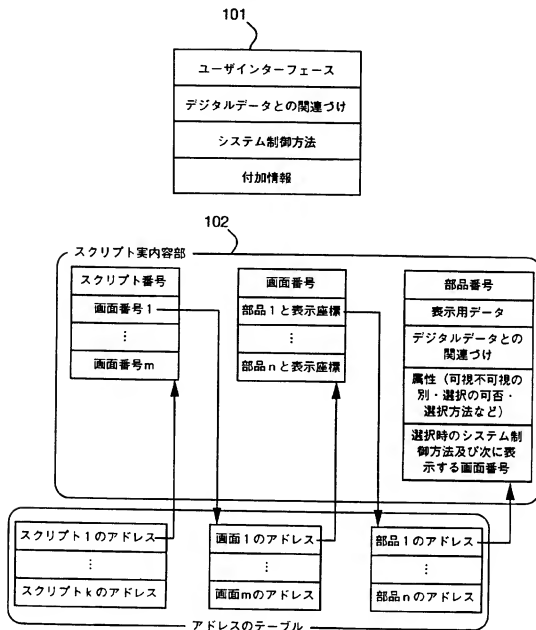 101
ユーザインターフェース
デジタルデータとの関連づけ
システム制御方法
付加情報
102
スクリプト実内容部
スクリプト番号
画面番号1
⋮
画面番号m
画面番号
部品1と表示座標
⋮
部品nと表示座標
部品番号
表示用データ
デジタルデータとの
関連づけ
属性（可視不可視の
別・選択の可否・
選択方法など）
選択時のシステム制
御方法及び次に表
示する画面番号
スクリプト1のアドレス
⋮
スクリプトkのアドレス
画面1のアドレス
⋮
画面mのアドレス
部品1のアドレス
⋮
部品nのアドレス
アドレスのテーブル